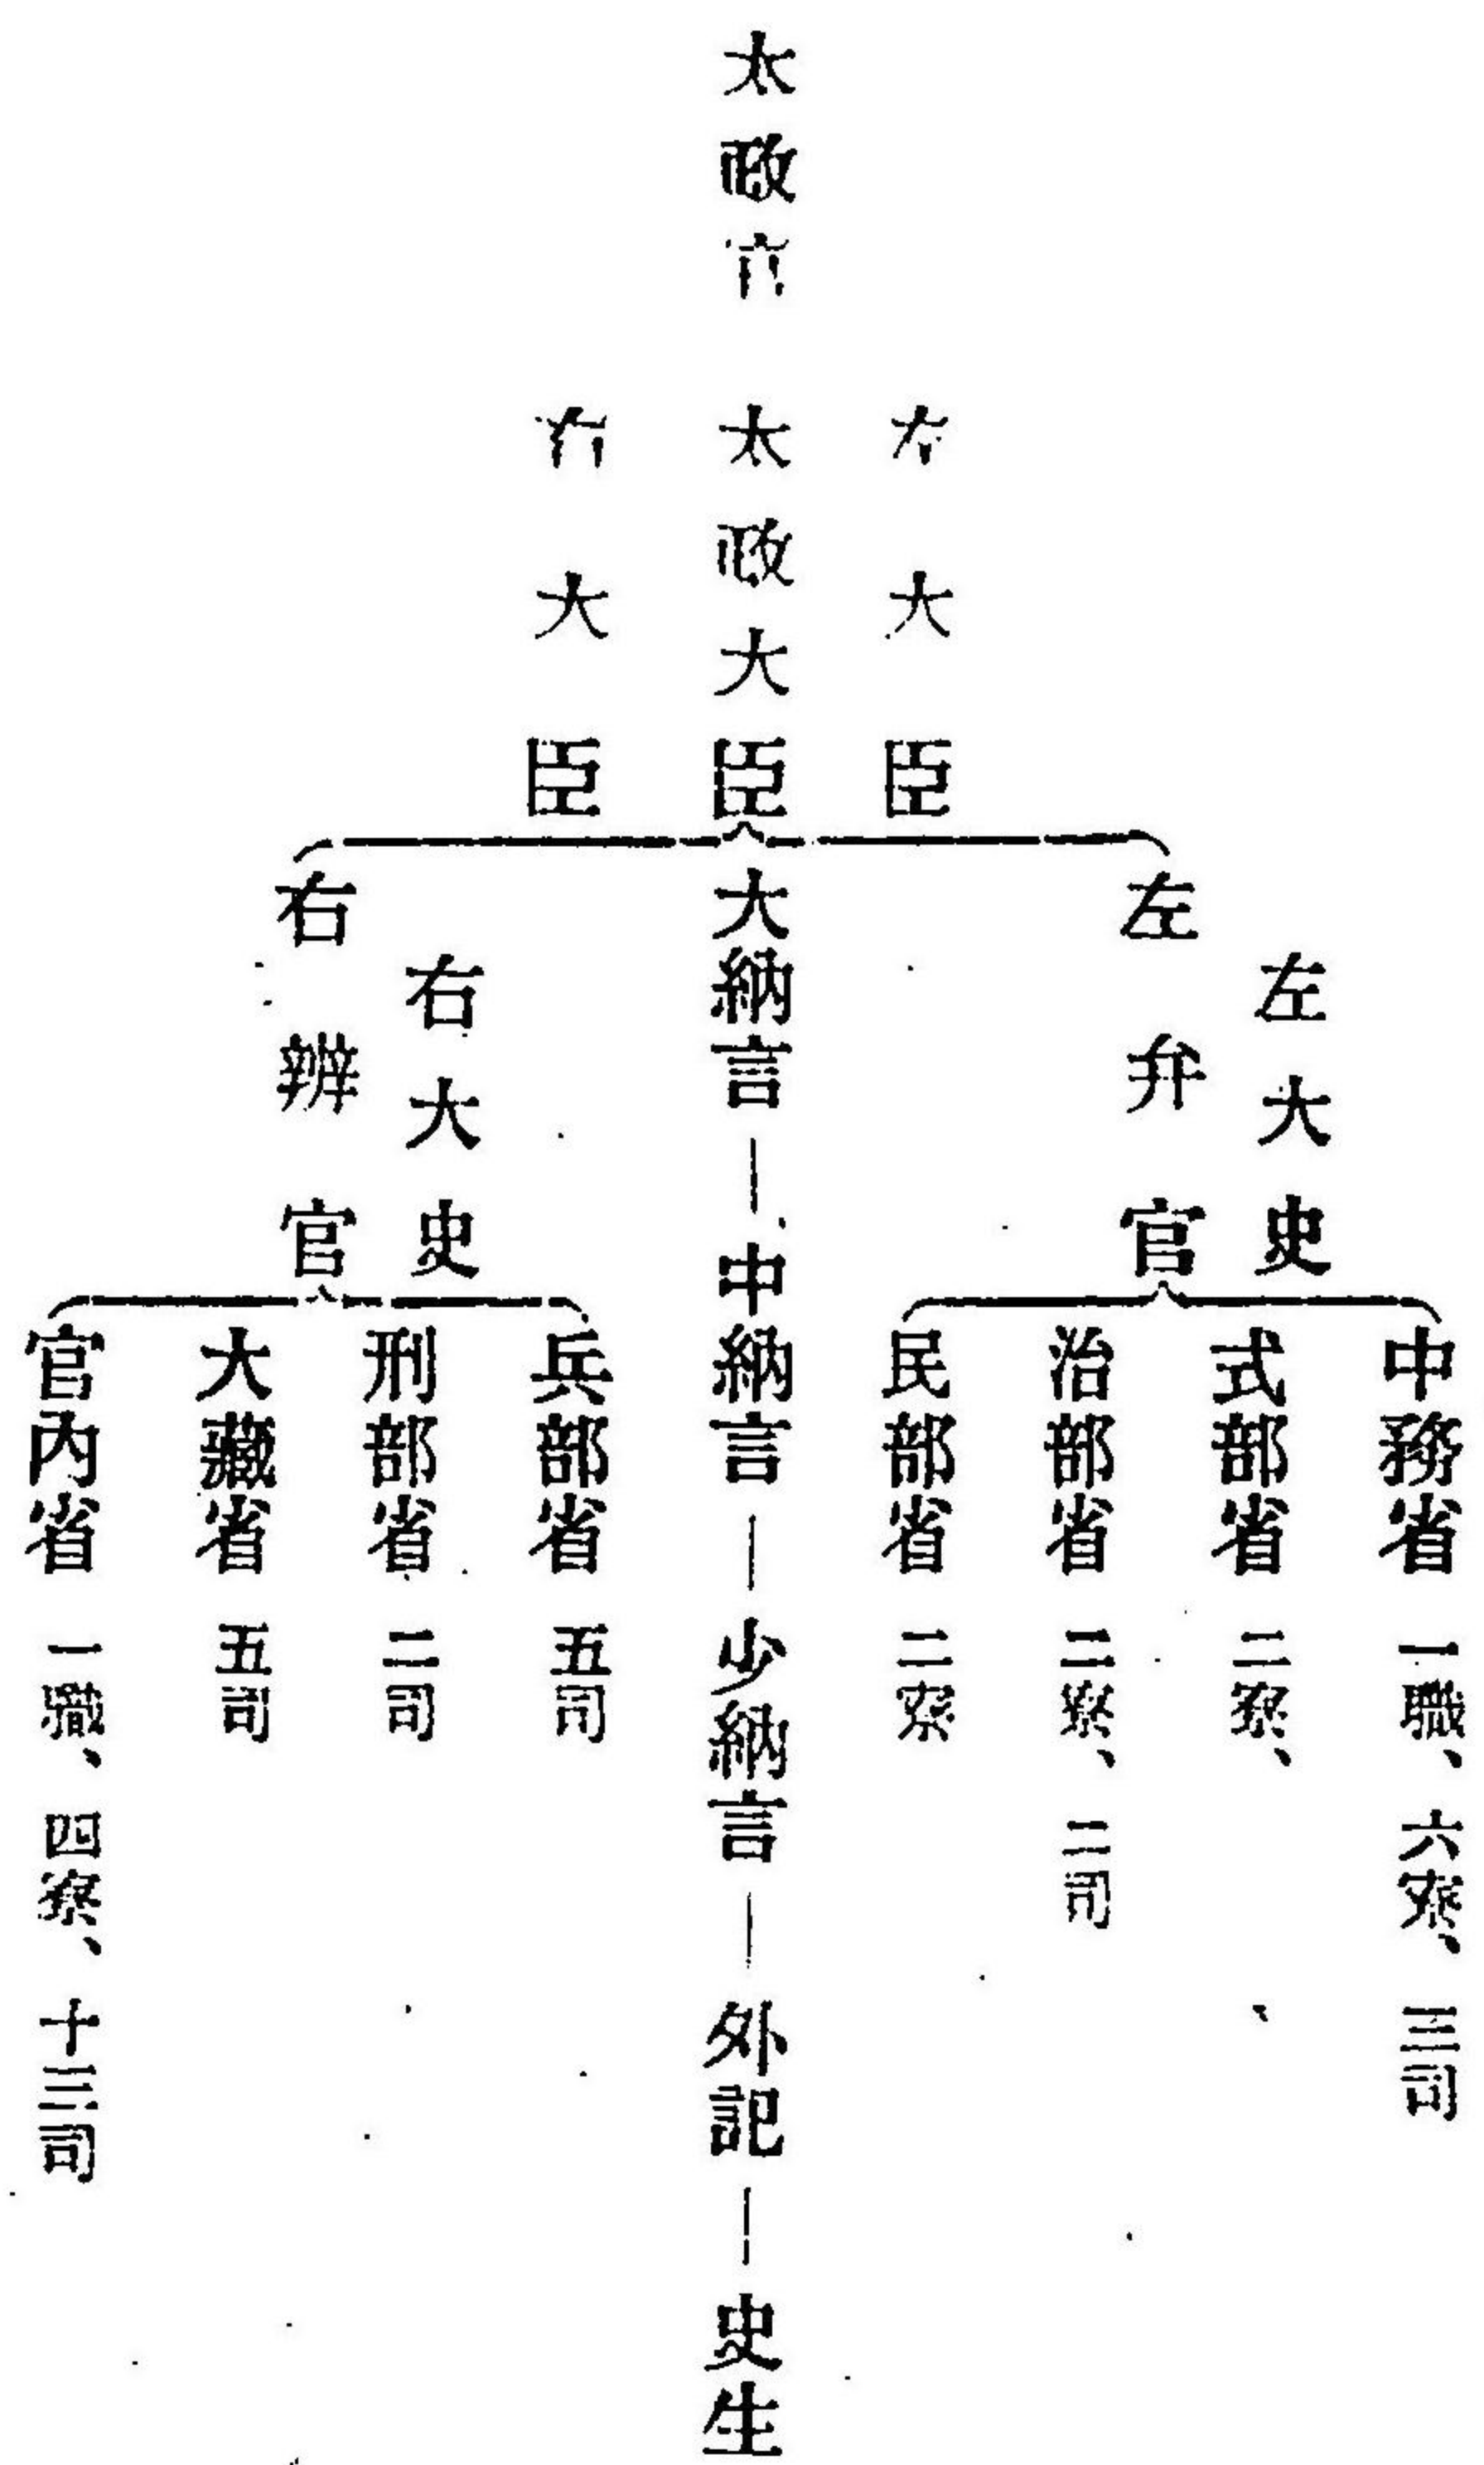 太政官
左大臣
太政大臣
右大臣
左大史
左弁官
大納言―中納言―少納言―外記―史生
右大史
右辨官
中務省 一職、六寮、三司
式部省 二寮、
治部省 二寮、二司
民部省 二寮
兵部省 五司
刑部省 二司
大藏省 五司
官内省 一職、四寮、十三司